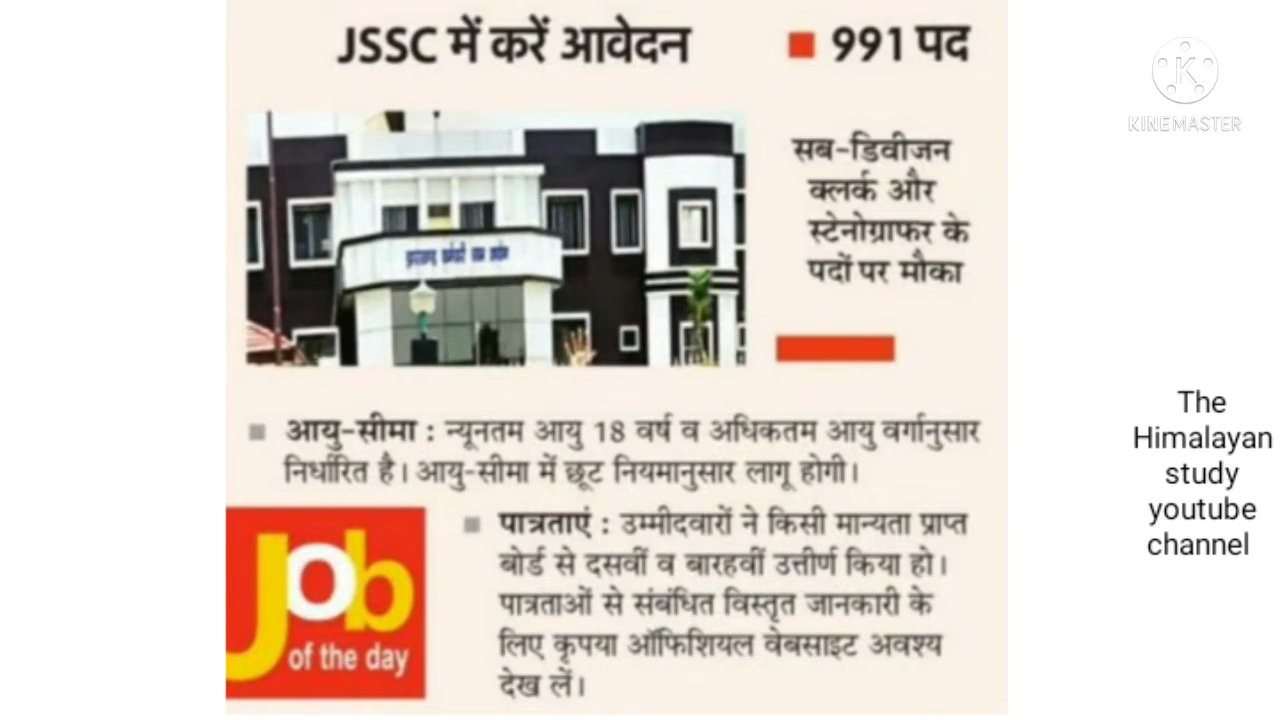 JSSC में करें आवेदन
991 पद
KINEMASTER
सब-डिवीजन
क्लर्क और
स्टेनोग्राफर के
पदों पर मौका
आयु-सीमा : न्यूनतम आयु 18 वर्ष व अधिकतम आयु वर्गानुसार
निर्धारित है। आयु-सीमा में छूट नियमानुसार लागू होगी।
Job
of the day
पात्रताएं : उम्मीदवारों ने किसी मान्यता प्राप्त
बोर्ड से दसवीं व बारहवीं उत्तीर्ण किया हो।
पात्रताओं से संबंधित विस्तृत जानकारी के
लिए कृपया ऑफिशियल वेबसाइट अवश्य
देख लें।
The
Himalayan
study
youtube
channel